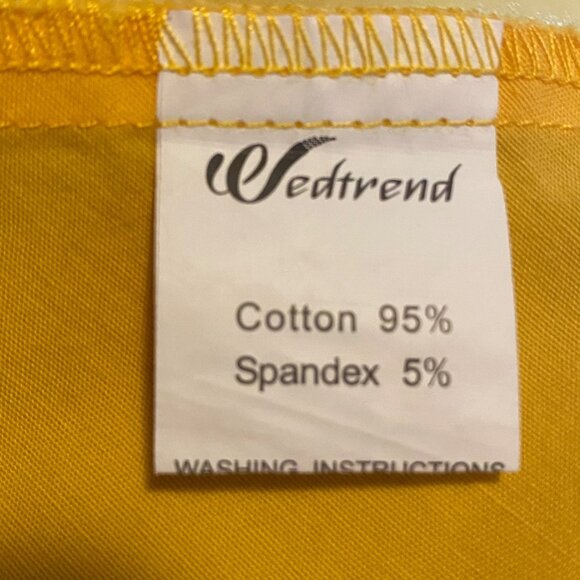 Wedtrend
Cotton 95%
Spandex 5%
WASHING INSTRUCTIONS